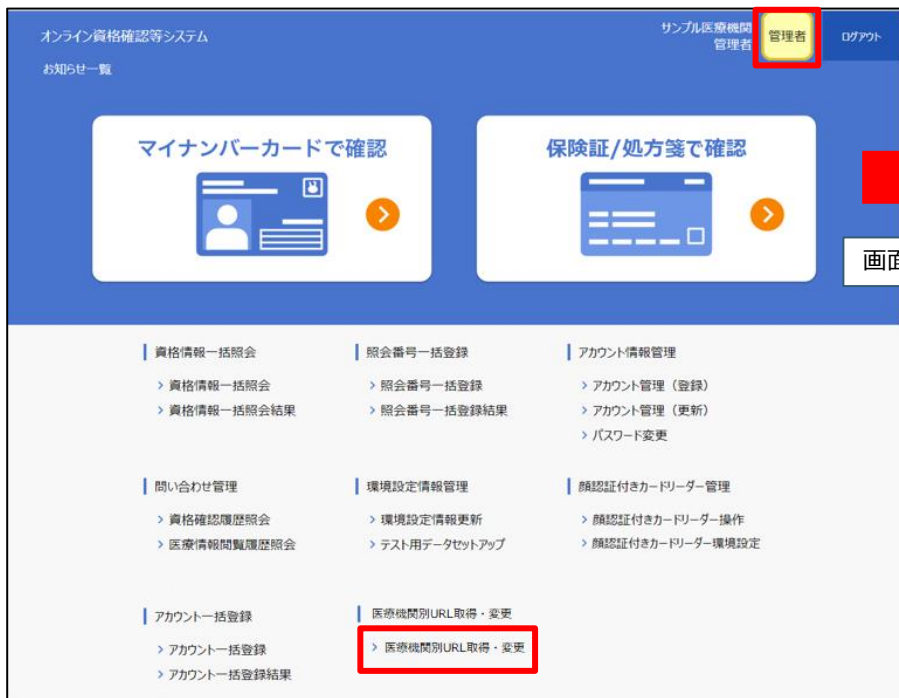 オンライン資格確認等システム
サンプル医療機関
管理者
管理者
ログアウト
お知らせ一覧
マイナンバーカードで確認
保険証/処方箋で確認
画面
資格情報一括照会
資格情報一括照会
資格情報一括照会結果
照会番号一括登録
照会番号一括登録
照会番号一括登録結果
アカウント情報管理
アカウント管理（登録）
アカウント管理（更新）
パスワード変更
問い合わせ管理
資格確認履歴照会
医療情報閲覧履歴照会
環境設定情報管理
環境設定情報更新
テスト用データセットアップ
顔認証付きカードリーダー管理
顔認証付きカードリーダー操作
顔認証付きカードリーダー環境設定
アカウント一括登録
アカウント一括登録
アカウント一括登録結果
医療機関別URL取得・変更
医療機関別URL取得・変更